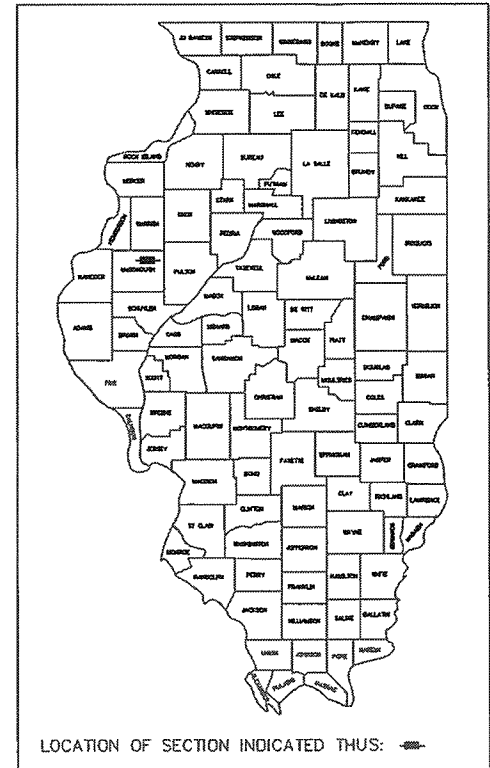 JO DAVIESS STEPHENSON WINNEBAGO BOONE McHENRY LAKE
CARROLL OGLE DE KALB KANE COOK
DUPAGE
WHITESIDE LEE
KENDALL
ROCK ISLAND HENRY BUREAU LA SALLE GRUNDY WILL
MERCER PUTNAM
KNOX STARK MARSHALL LIVINGSTON KANKAKEE
HENDERSON WARREN PEORIA WOODFORD IROQUOIS
FORD
HANCOCK McDONOUGH FULTON TAZEWELL McLEAN
MASON
SCHUYLER LOGAN DE WITT CHAMPAIGN VERMILION
ADAMS BROWN CASS MENARD MACON PIATT
MORGAN SANGAMON DOUGLAS
PIKE SCOTT MOULTRIE EDGAR
CHRISTIAN COLES
GREENE MACOUPIN MONTGOMERY SHELBY CUMBERLAND CLARK
CALHOUN
JERSEY FAYETTE EFFINGHAM JASPER CRAWFORD
MADISON BOND
CLINTON MARION CLAY RICHLAND LAWRENCE
ST CLAIR WAYNE EDWARDS WABASH
MONROE WASHINGTON JEFFERSON
RANDOLPH PERRY FRANKLIN HAMILTON WHITE
JACKSON WILLIAMSON SALINE GALLATIN
UNION JOHNSON POPE HARDIN
ALEXANDER PULASKI MASSAC
LOCATION OF SECTION INDICATED THUS: